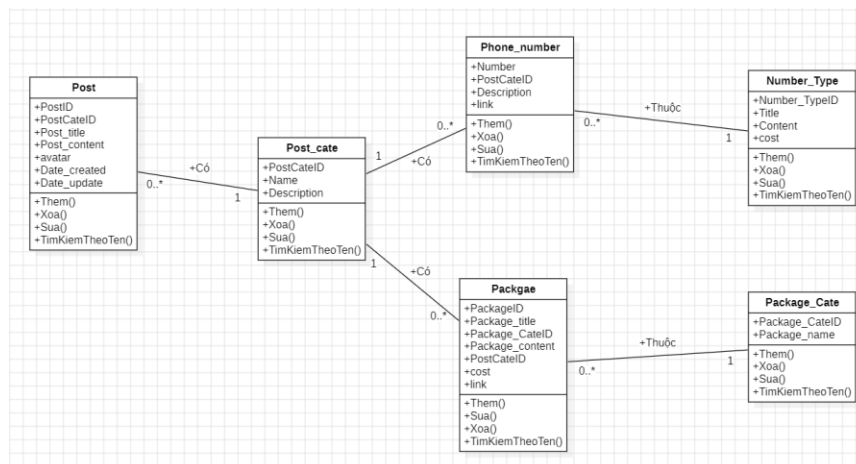 Post
+PostID
+PostCateID
+Post_title
+Post_content
+avatar
+Date_created
+Date_update
+Them()
+Xoa()
+Sua()
+TimKiemTheoTen()
+Có
0..*
1
Post_cate
+PostCateID
+Name
+Description
+Them()
+Xoa()
+Sua()
+TimKiemTheoTen()
1
+Có
0..*
Phone_number
+Number
+PostCateID
+Description
+link
+Them()
+Xoa()
+Sua()
+TimKiemTheoTen()
+Thuộc
0..*
1
Number_Type
+Number_TypeID
+Title
+Content
+cost
+Them()
+Xoa()
+Sua()
+TimKiemTheoTen()
1
+Có
0..*
Packgae
+PackageID
+Package_title
+Package_CateID
+Package_content
+PostCateID
+cost
+link
+Them()
+Sua()
+Xoa()
+TimKiemTheoTen()
+Thuộc
0..*
1
Package_Cate
+Package_CateID
+Package_name
+Them()
+Xoa()
+Sua()
+TimKiemTheoTen()